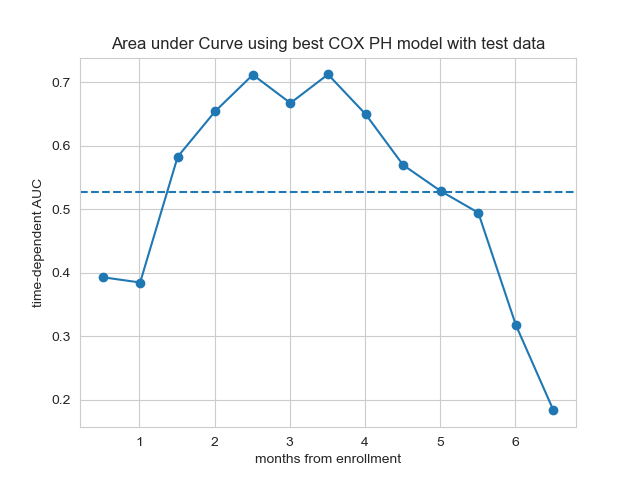 Area under Curve using best COX PH model with test data
0.7
0.6
0.5
0.4
0.3
0.2
time-dependent AUC
1 2 3 4 5 6
months from enrollment